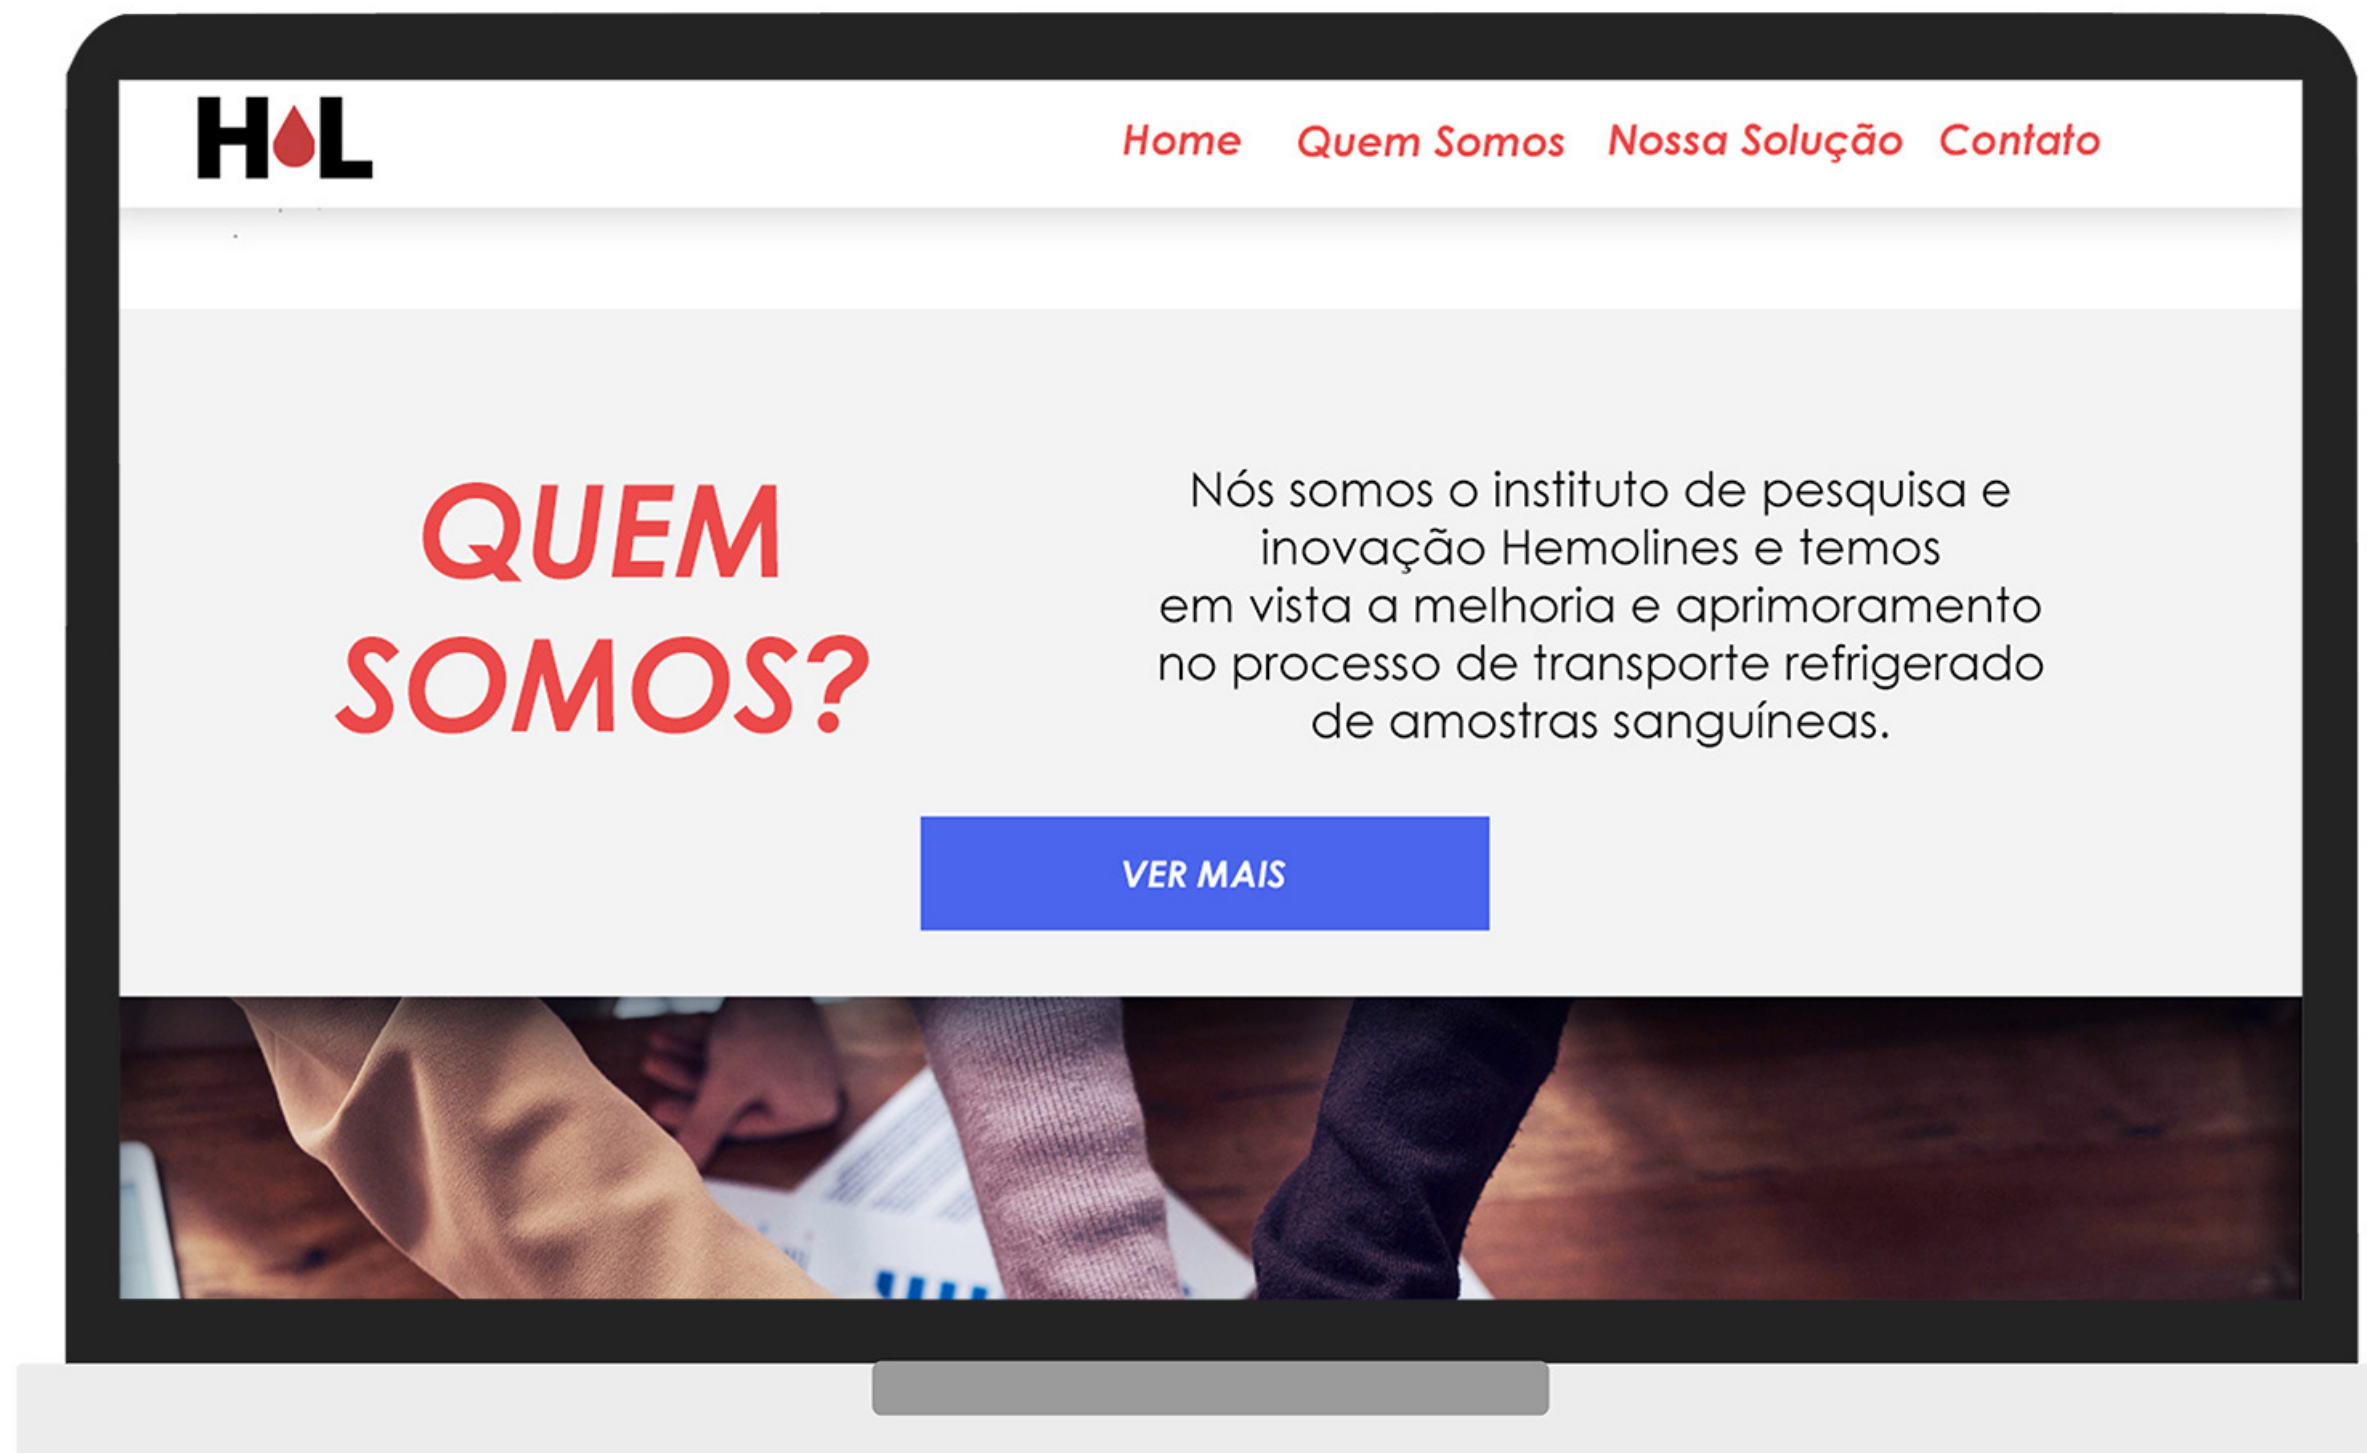 HL
Home Quem Somos Nossa Solução Contato
QUEM
SOMOS?
Nós somos o instituto de pesquisa e
inovação Hemolines e temos
em vista a melhoria e aprimoramento
no processo de transporte refrigerado
de amostras sanguíneas.
VER MAIS